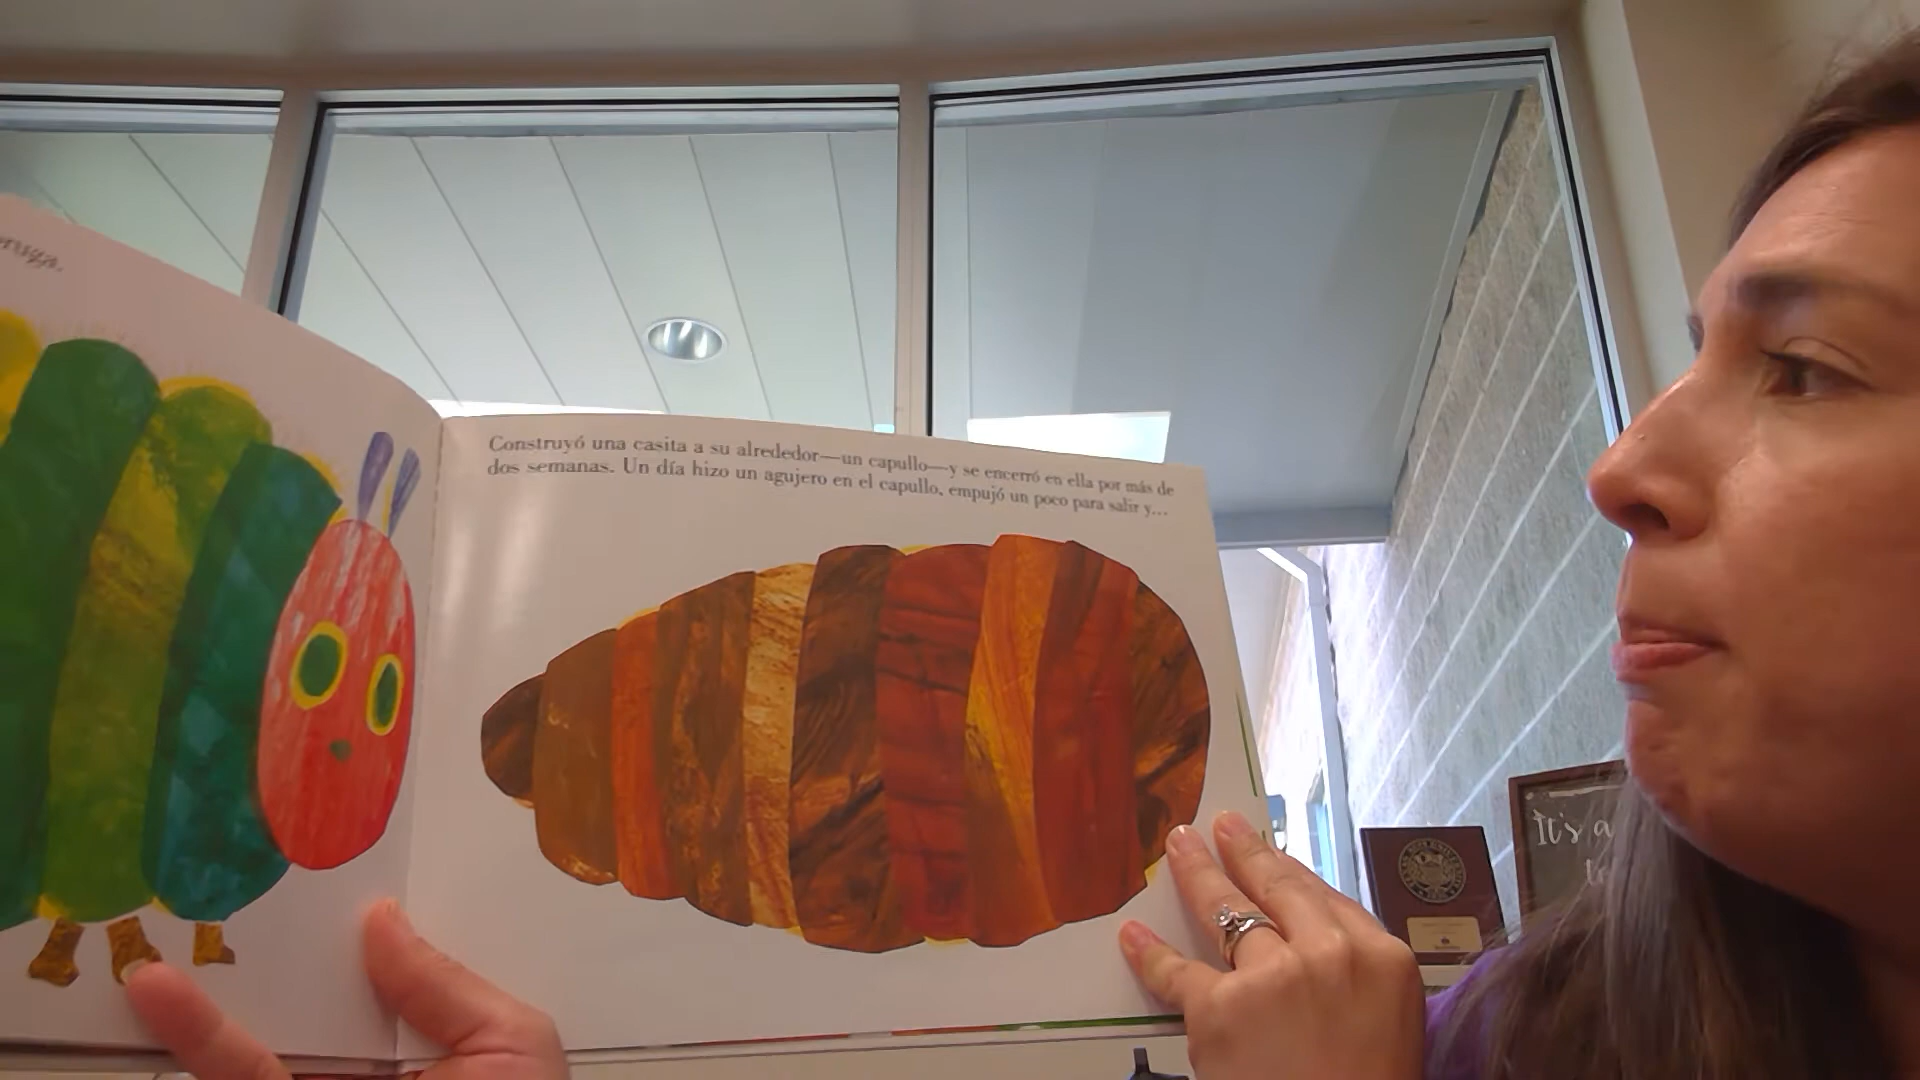 Construyó una casita a su alrededor—un capullo—y se encerró en ella por más de
dos semanas. Un día hizo un agujero en el capullo, empujó un poco para salir y...
It's a